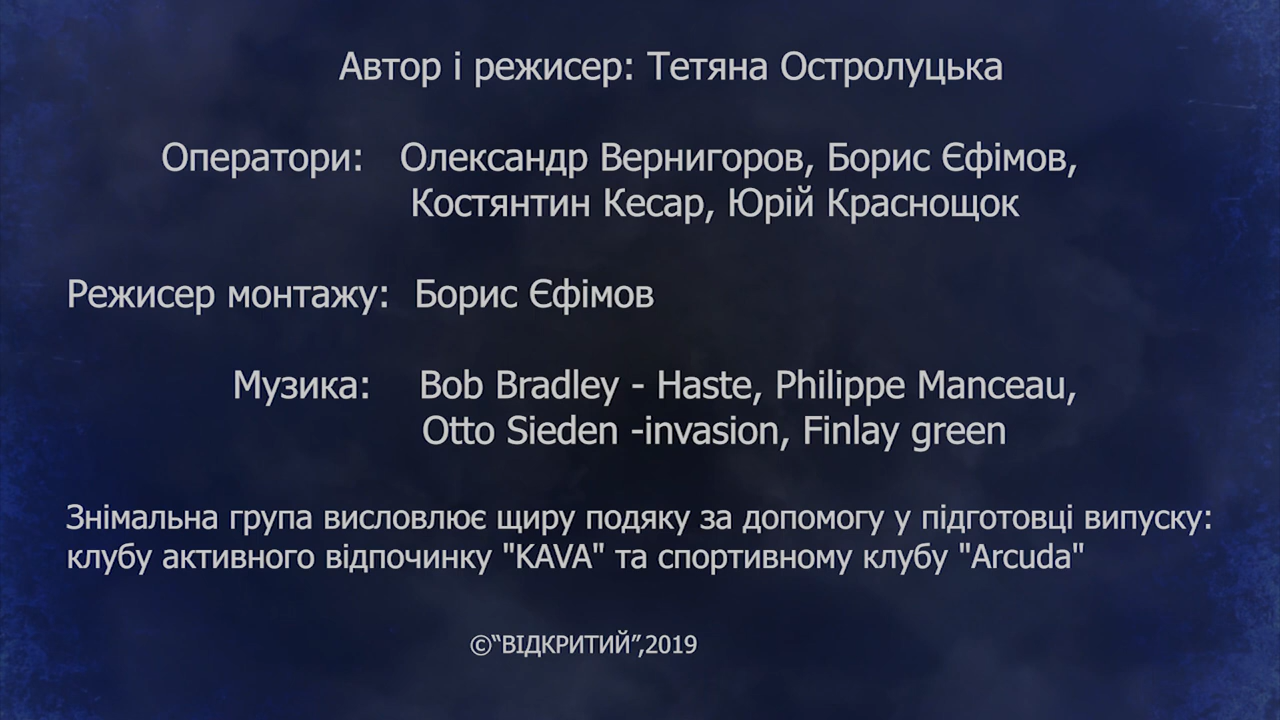 Автор і режисер: Тетяна Остролуцька
Оператори: Олександр Вернигоров, Борис Єфімов,
Костянтин Кесар, Юрій Краснощок
Режисер монтажу: Борис Єфімов
Музика: Bob Bradley - Haste, Philippe Manceau,
Otto Sieden -invasion, Finlay green
Знімальна група висловлює щиру подяку за допомогу у підготовці випуску:
клубу активного відпочинку "KAVA" та спортивному клубу "Arcuda"
©“ВІДКРИТИЙ”,2019